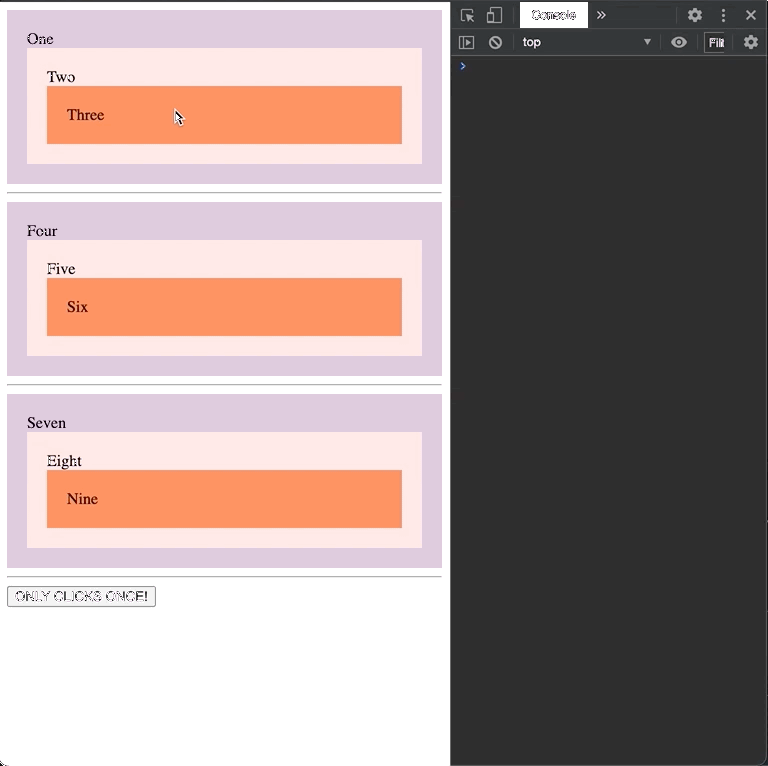 One
Two
Three
Four
Five
Six
Seven
Eight
Nine
ONLY CLICKS ONCE!
Console
top
Filt